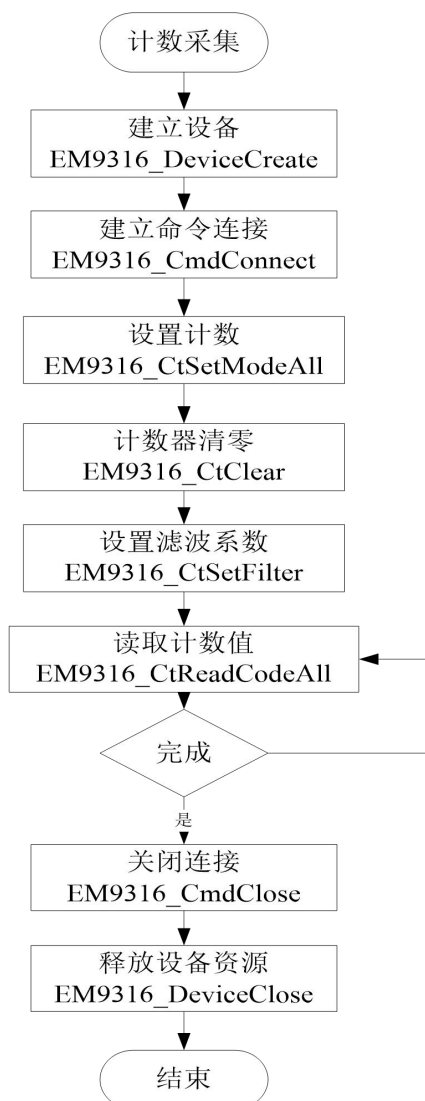 计数采集
建立设备
EM9316_DeviceCreate
建立命令连接
EM9316_CmdConnect
设置计数
EM9316_CtSetModeAll
计数器清零
EM9316_CtClear
设置滤波系数
EM9316_CtSetFilter
读取计数值
EM9316_CtReadCodeAll
完成
是
关闭连接
EM9316_CmdClose
释放设备资源
EM9316_DeviceClose
结束